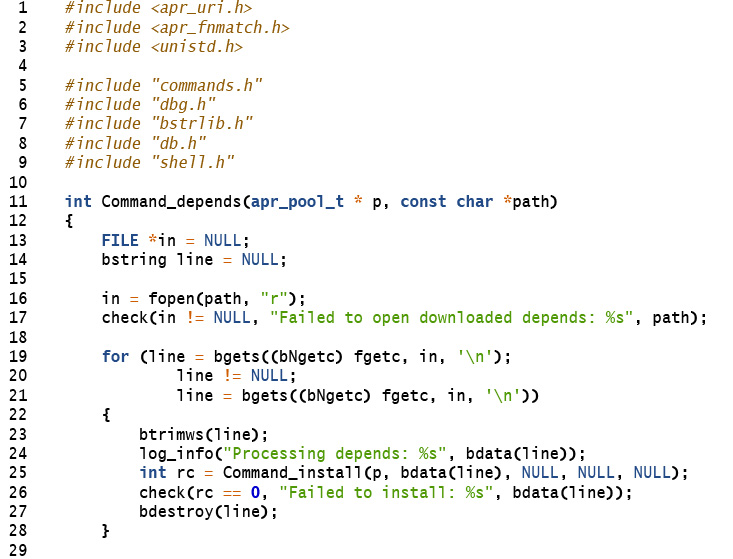 1 #include <apr_uri.h>
2 #include <apr_fnmatch.h>
3 #include <unistd.h>
4
5 #include "commands.h"
6 #include "dbg.h"
7 #include "bstrlib.h"
8 #include "db.h"
9 #include "shell.h"
10
11 int Command_depends(apr_pool_t * p, const char *path)
12 {
13     FILE *in = NULL;
14     bstring line = NULL;
15
16     in = fopen(path, "r");
17     check(in != NULL, "Failed to open downloaded depends: %s", path);
18
19     for (line = bgets((bNgetc) fgetc, in, '\n');
20             line != NULL;
21             line = bgets((bNgetc) fgetc, in, '\n'))
22     {
23         btrimws(line);
24         log_info("Processing depends: %s", bdata(line));
25         int rc = Command_install(p, bdata(line), NULL, NULL, NULL);
26         check(rc == 0, "Failed to install: %s", bdata(line));
27         bdestroy(line);
28     }
29